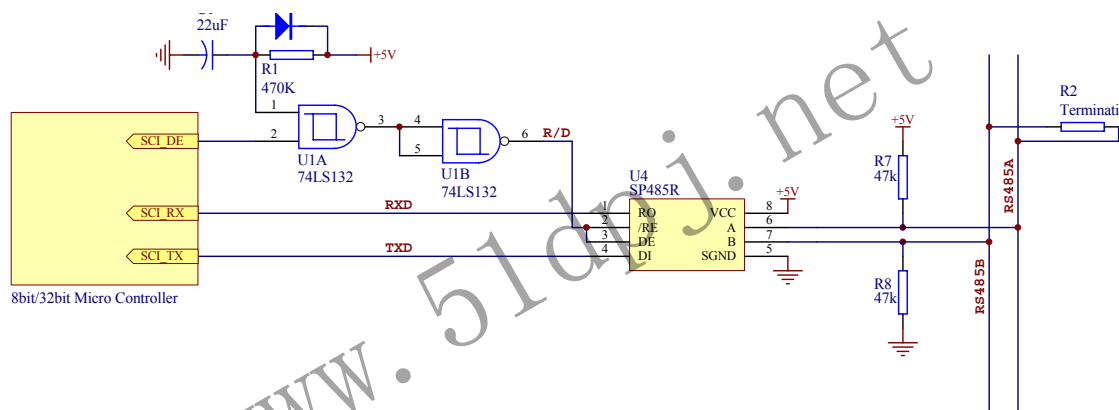 22uF
+5V
R1
470K
1
2
3
4
5
6
R/D
U1A
74LS132
U1B
74LS132
SCI_DE
SCI_RX
SCI_TX
8bit/32bit Micro Controller
RXD
TXD
U4
SP485R
1
2
3
4
RO
/RE
DE
DI
VCC
A
B
SGND
8
6
7
5
+5V
+5V
R7
47k
R8
47k
RS485A
RS485B
R2
www.51dpj.net